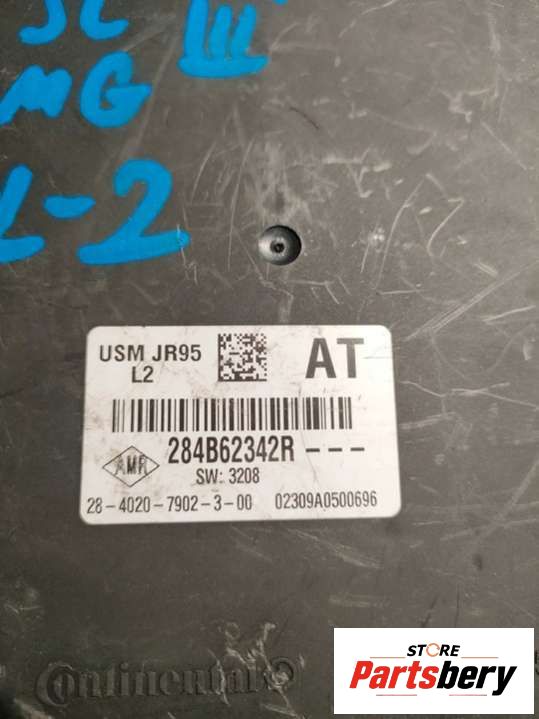 III
MG
L-2
USM JR95
L2
AT
284B62342R---
AMR
SW: 3208
28-4020-7902-3-00 02309A0500696
Continental
STORE
Partsbery